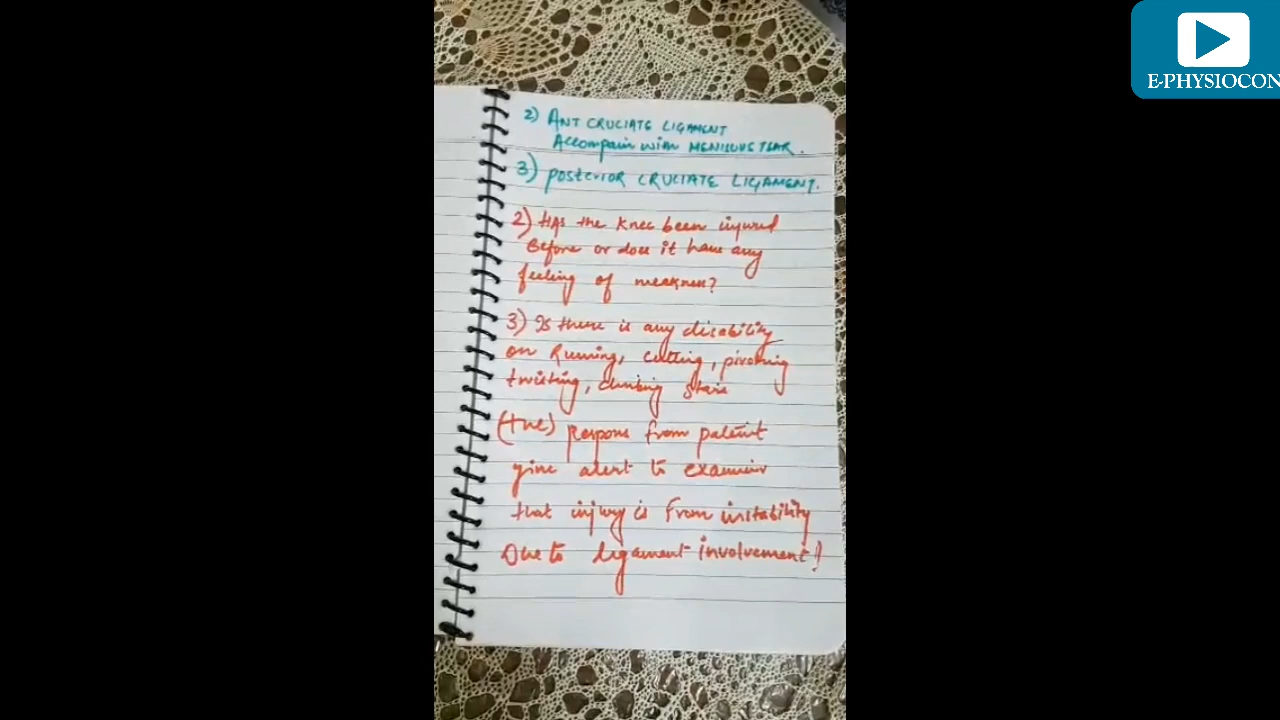 E-PHYSIOCON
2) ANT CRUCIATE LIGAMENT
Accompain with MENISCUS TEAR.
3) Posterior CRUCIATE LIGAMENT.
2) HAs the knee been injured
Before or does it have any
feeling of weakness?
3) Is there is any disability
on Running, cutting, pivoting
twisting, climbing stairs
(+ve) Respons from patient
give alert to examiner
that injury is from instability
Due to ligament involvement!